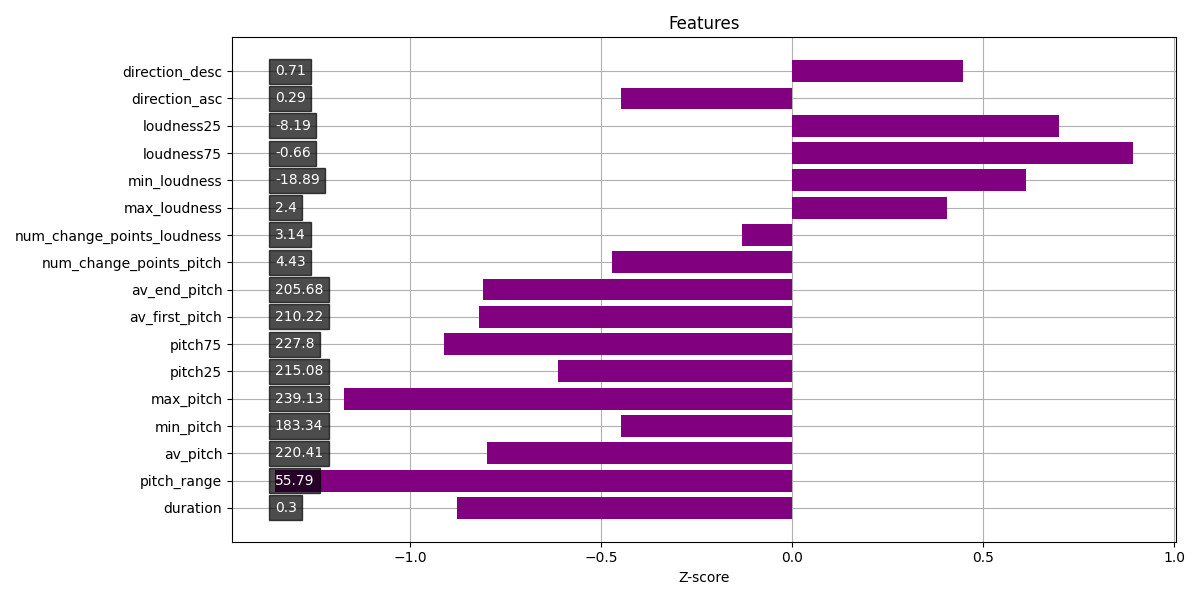 Features
direction_desc 0.71
direction_asc 0.29
loudness25 -8.19
loudness75 -0.66
min_loudness -18.89
max_loudness 2.4
num_change_points_loudness 3.14
num_change_points_pitch 4.43
av_end_pitch 205.68
av_first_pitch 210.22
pitch75 227.8
pitch25 215.08
max_pitch 239.13
min_pitch 183.34
av_pitch 220.41
pitch_range 55.79
duration 0.3
−1.0 −0.5 0.0 0.5 1.0
Z-score